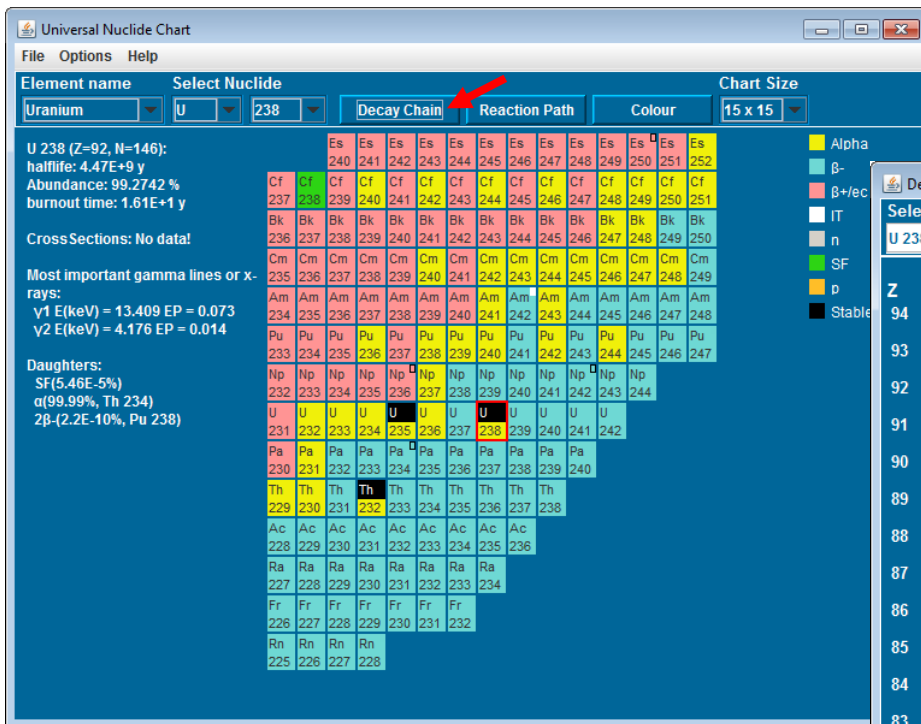 Universal Nuclide Chart
File Options Help
Element name Select Nuclide Chart Size
Uranium U 238 Decay Chain Reaction Path Colour 15 x 15
U 238 (Z=92, N=146):
halflife: 4.47E+9 y
Abundance: 99.2742 %
burnout time: 1.61E+1 y
Cross Sections: No data!
Most important gamma lines or x-
rays:
γ1 E(keV) = 13.409 EP = 0.073
γ2 E(keV) = 4.176 EP = 0.014
Daughters:
SF(5.46E-5%)
α(99.99%, Th 234)
2β-(2.2E-10%, Pu 238)
Es Es Es Es Es Es Es Es Es Es Es Es Es
240 241 242 243 244 245 246 247 248 249 250 251 252
Cf Cf Cf Cf Cf Cf Cf Cf Cf Cf Cf Cf Cf Cf Cf
237 238 239 240 241 242 243 244 245 246 247 248 249 250 251
Bk Bk Bk Bk Bk Bk Bk Bk Bk Bk Bk Bk Bk Bk Bk
236 237 238 239 240 241 242 243 244 245 246 247 248 249 250
Cm Cm Cm Cm Cm Cm Cm Cm Cm Cm Cm Cm Cm Cm Cm
235 236 237 238 239 240 241 242 243 244 245 246 247 248 249
Am Am Am Am Am Am Am Am Am Am Am Am Am Am Am
234 235 236 237 238 239 240 241 242 243 244 245 246 247 248
Pu Pu Pu Pu Pu Pu Pu Pu Pu Pu Pu Pu Pu Pu Pu
233 234 235 236 237 238 239 240 241 242 243 244 245 246 247
Np Np Np Np Np Np Np Np Np Np Np Np Np
232 233 234 235 236 237 238 239 240 241 242 243 244
U U U U U U U U U U U U
231 232 233 234 235 236 237 238 239 240 241 242
Pa Pa Pa Pa Pa Pa Pa Pa Pa Pa Pa
230 231 232 233 234 235 236 237 238 239 240
Th Th Th Th Th Th Th Th Th Th
229 230 231 232 233 234 235 236 237 238
Ac Ac Ac Ac Ac Ac Ac Ac Ac
228 229 230 231 232 233 234 235 236
Ra Ra Ra Ra Ra Ra Ra Ra
227 228 229 230 231 232 233 234
Fr Fr Fr Fr Fr Fr Fr
226 227 228 229 230 231 232
Rn Rn Rn Rn
225 226 227 228
Alpha
β-
β+/ec
IT
n
SF
p
Stable
De
Sele
U 238
Z
94
93
92
91
90
89
88
87
86
85
84
83